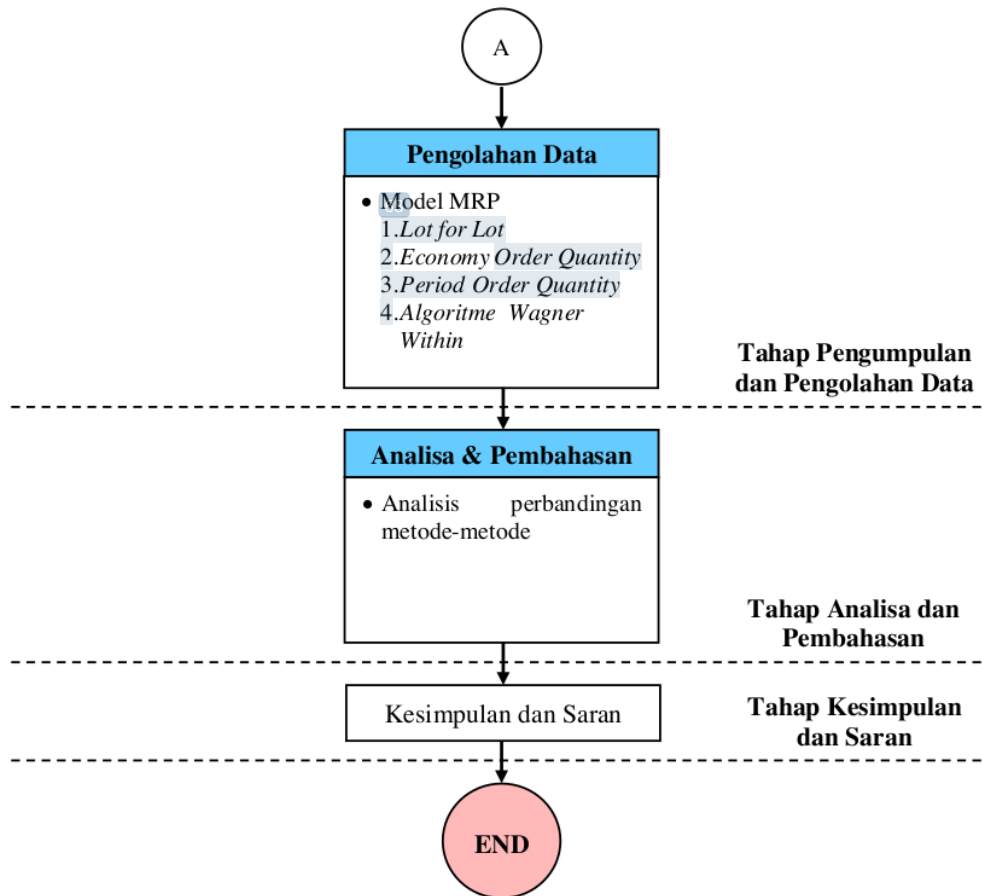 A
Pengolahan Data
• Model MRP
1.Lot for Lot
2.Economy Order Quantity
3.Period Order Quantity
4.Algoritme Wagner
Within
Tahap Pengumpulan
dan Pengolahan Data
Analisa & Pembahasan
• Analisis perbandingan
metode-metode
Tahap Analisa dan
Pembahasan
Kesimpulan dan Saran
Tahap Kesimpulan
dan Saran
END